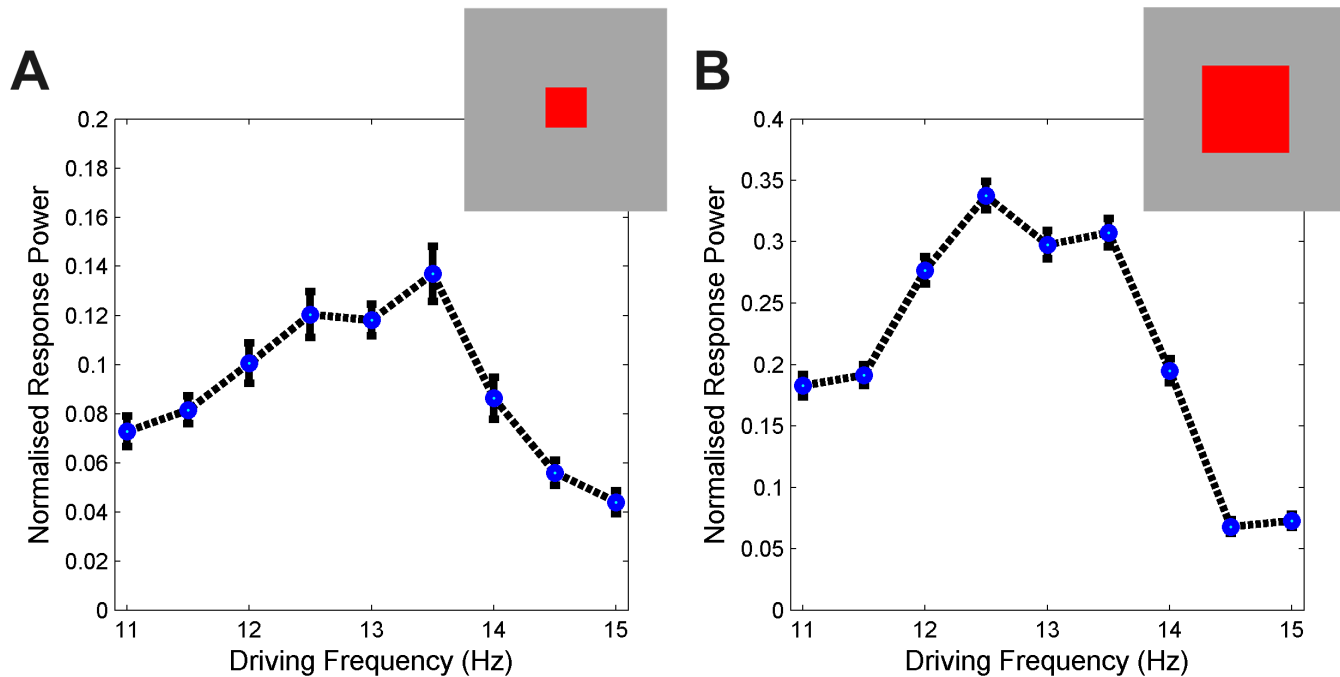 A
Normalised Response Power
0.2
0.18
0.16
0.14
0.12
0.1
0.08
0.06
0.04
0.02
0
11 12 13 14 15
Driving Frequency (Hz)
B
Normalised Response Power
0.4
0.35
0.3
0.25
0.2
0.15
0.1
0.05
0
11 12 13 14 15
Driving Frequency (Hz)